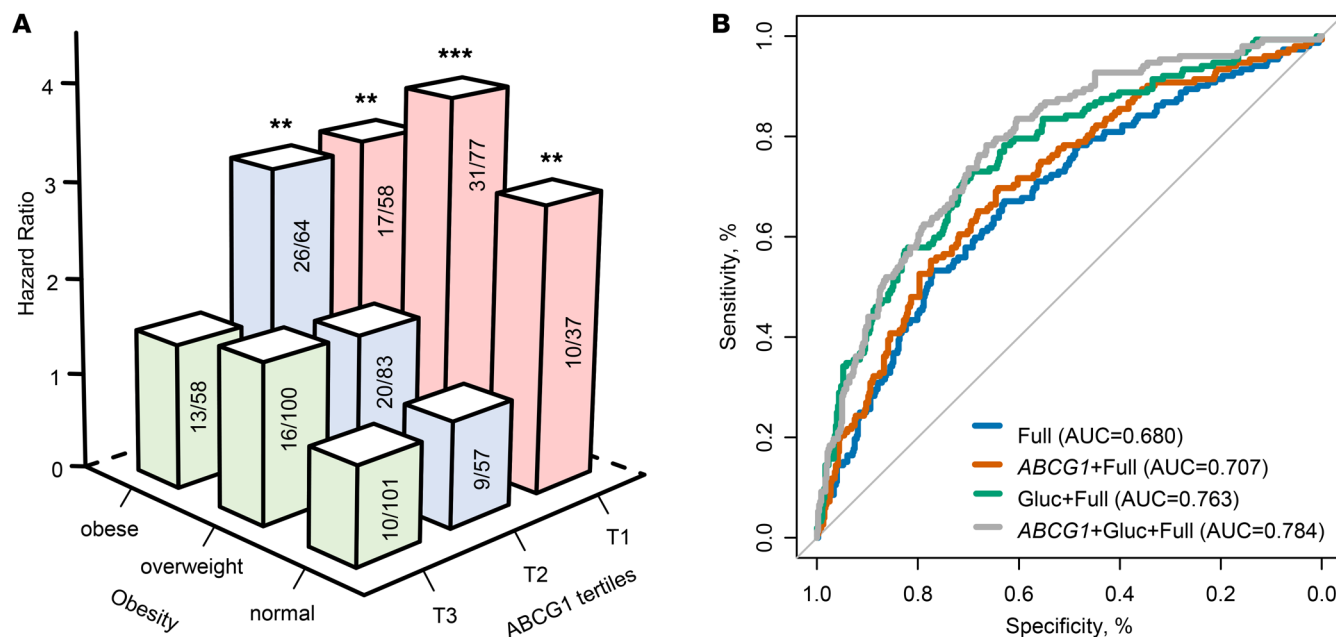 A
Hazard Ratio
4
3
2
1
0
**
**
***
**
26/64
17/58
31/77
10/37
13/58
16/100
20/83
10/101
9/57
obese
overweight
normal
Obesity
T3
T2
T1
ABCG1 tertiles
B
Sensitivity, %
1.0
0.8
0.6
0.4
0.2
0.0
Full (AUC=0.680)
ABCG1+Full (AUC=0.707)
Gluc+Full (AUC=0.763)
ABCG1+Gluc+Full (AUC=0.784)
1.0
0.8
0.6
0.4
0.2
0.0
Specificity, %